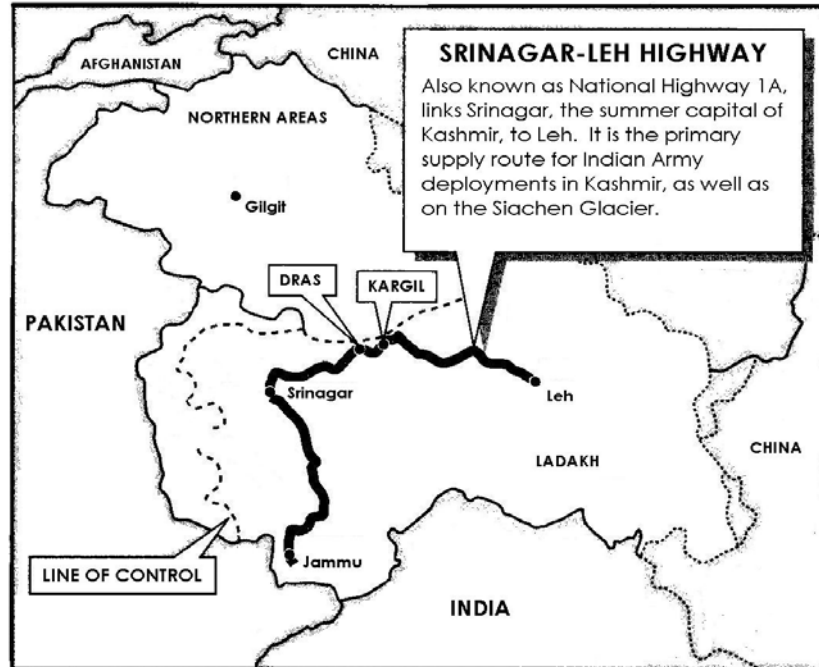 AFGHANISTAN
CHINA
SRINAGAR-LEH HIGHWAY
Also known as National Highway 1A,
links Srinagar, the summer capital of
Kashmir, to Leh. It is the primary
supply route for Indian Army
deployments in Kashmir, as well as
on the Siachen Glacier.
NORTHERN AREAS
Gilgit
DRAS
KARGIL
PAKISTAN
Srinagar
Leh
CHINA
LADAKH
LINE OF CONTROL
Jammu
INDIA